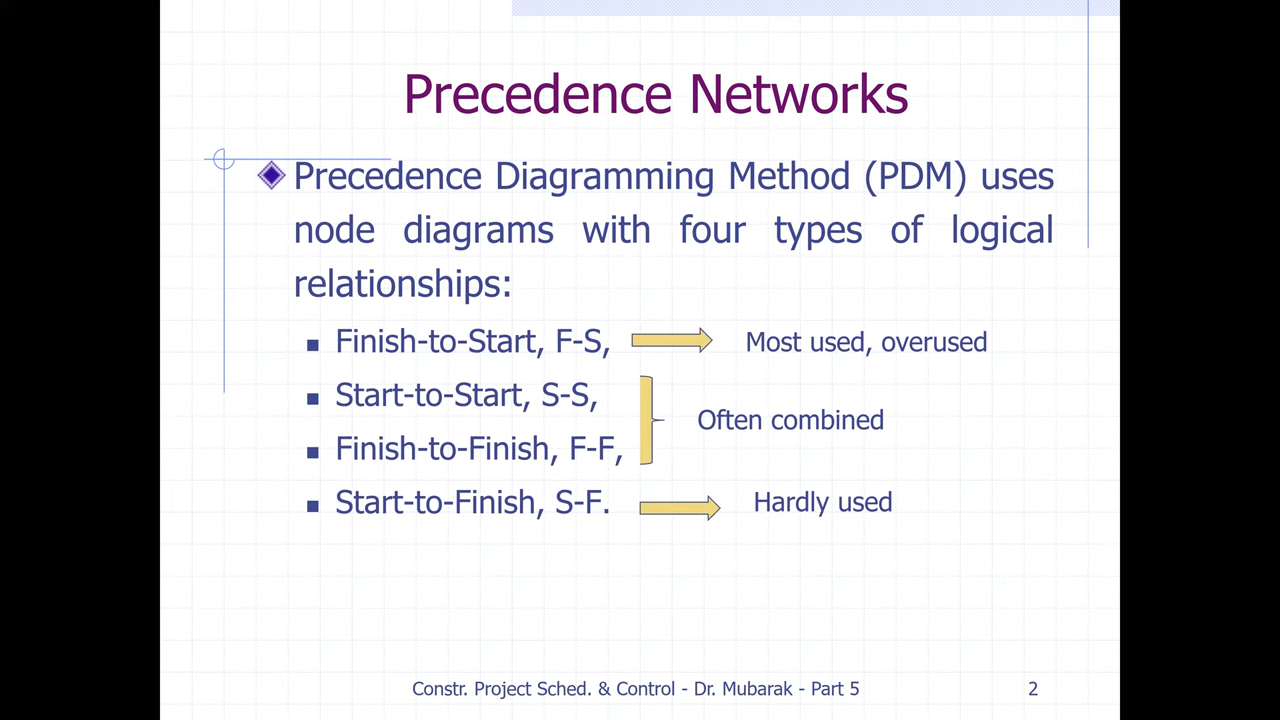 Precedence Networks
Precedence Diagramming Method (PDM) uses
node diagrams with four types of logical
relationships:
Finish-to-Start, F-S,
Most used, overused
Start-to-Start, S-S,
Often combined
Finish-to-Finish, F-F,
Start-to-Finish, S-F.
Hardly used
Constr. Project Sched. & Control - Dr. Mubarak - Part 5
2